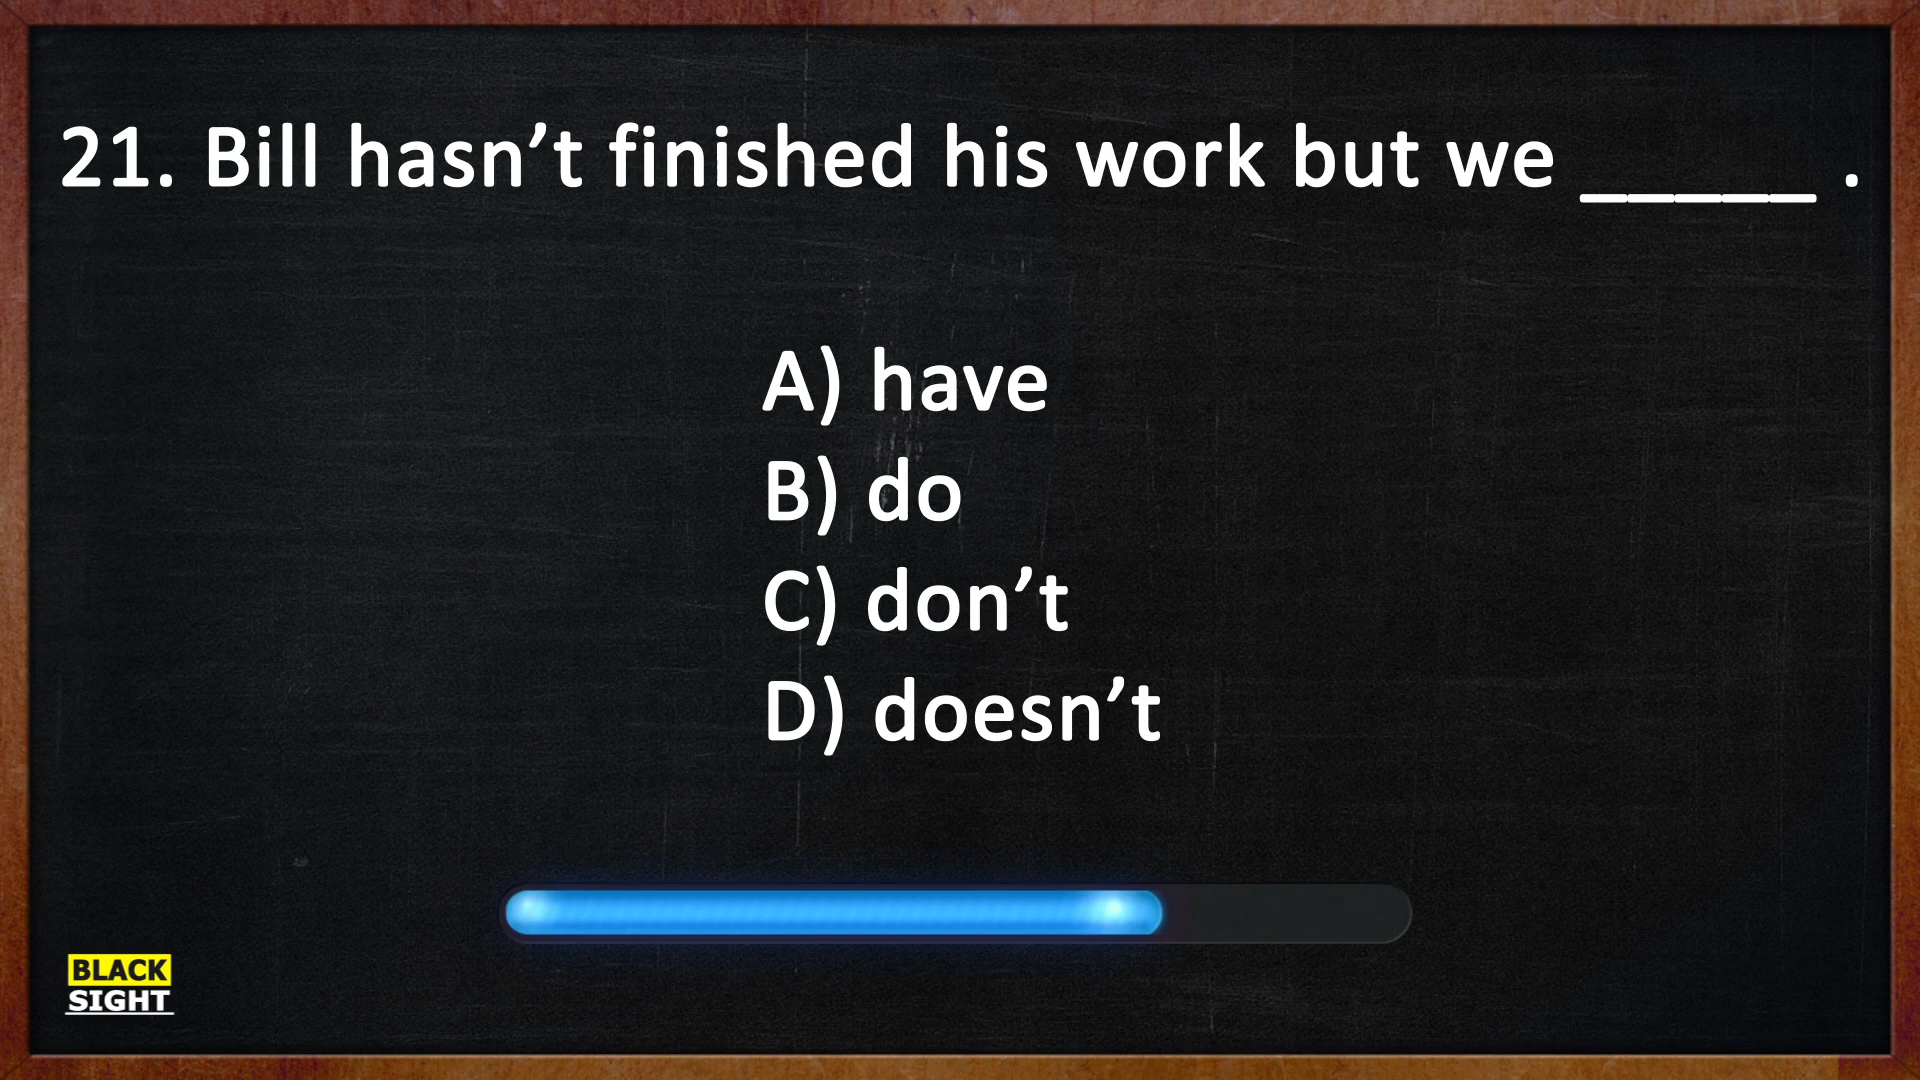 21. Bill hasn’t finished his work but we _____ .
A) have
B) do
C) don’t
D) doesn’t
BLACK
SIGHT